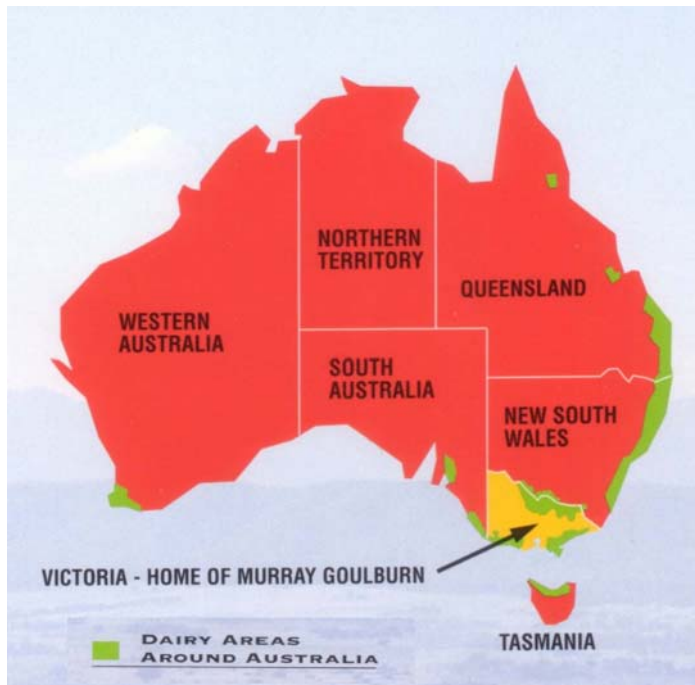 NORTHERN
TERRITORY
QUEENSLAND
WESTERN
AUSTRALIA
SOUTH
AUSTRALIA
NEW SOUTH
WALES
VICTORIA - HOME OF MURRAY GOULBURN
TASMANIA
DAIRY AREAS
AROUND AUSTRALIA